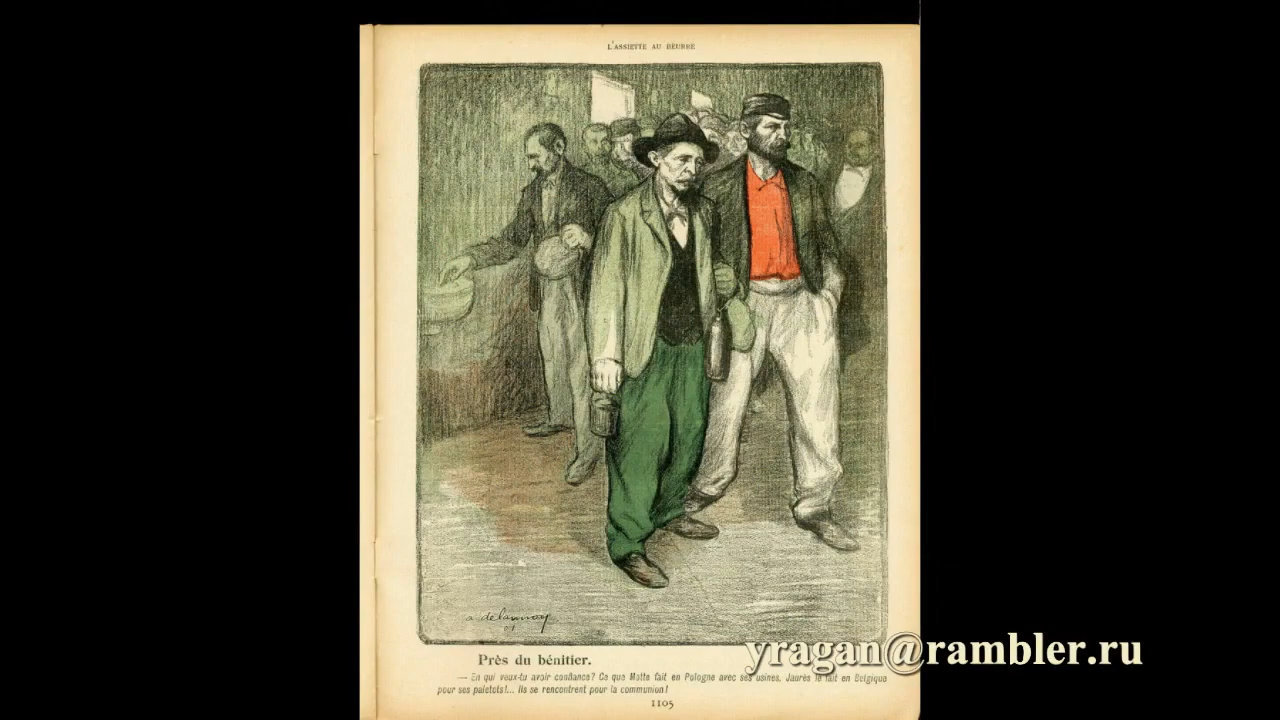 L'ASSIETTE AU BEURRE
a. delannoy
Près du bénitier.
yragan@rambler.ru
— En qui veux-tu avoir confiance? Ce que Motte fait en Pologne avec ses usines, Jaurès le fait en Belgique
pour ses paletots!... Ils se rencontrent pour la communion!
1105